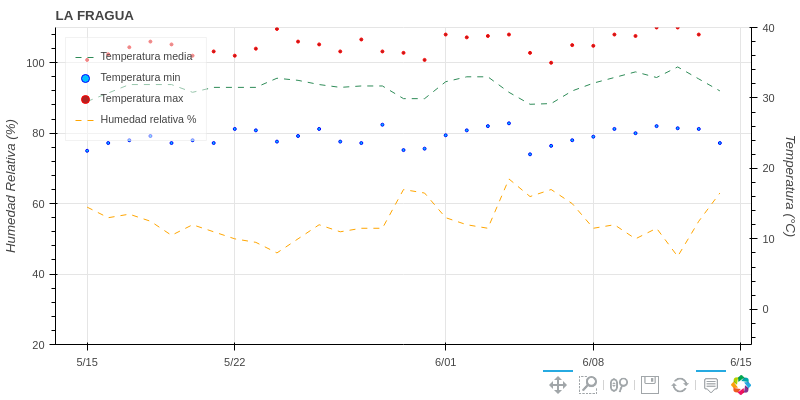 LA FRAGUA
Temperatura media
Temperatura min
Temperatura max
Humedad relativa %
Humedad Relativa (%)
100
80
60
40
20
Temperatura (°C)
40
30
20
10
0
5/15
5/22
6/01
6/08
6/15